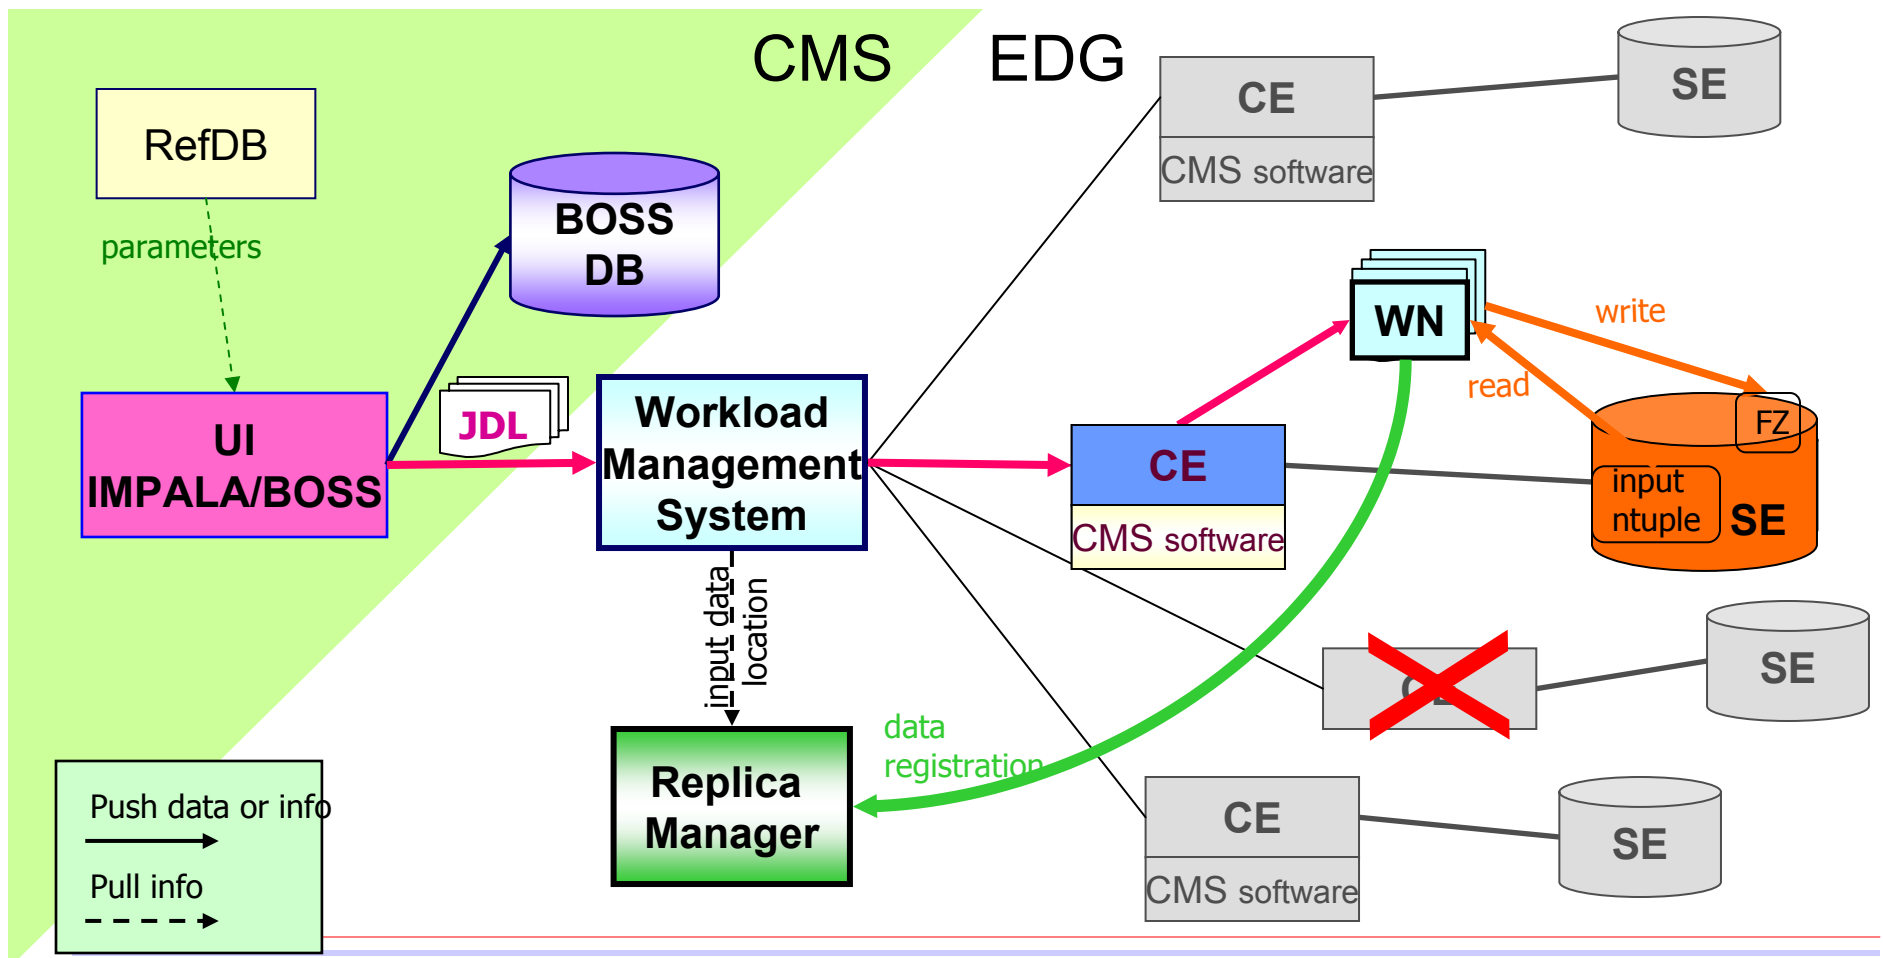 CMS
EDG
RefDB
parameters
BOSS
DB
UI
IMPALA/BOSS
JDL
Workload
Management
System
input data
location
Replica
Manager
data
registration
CE
CMS software
SE
WN
write
read
FZ
CE
CMS software
input
ntuple
SE
SE
CE
CMS software
SE
Push data or info
Pull info